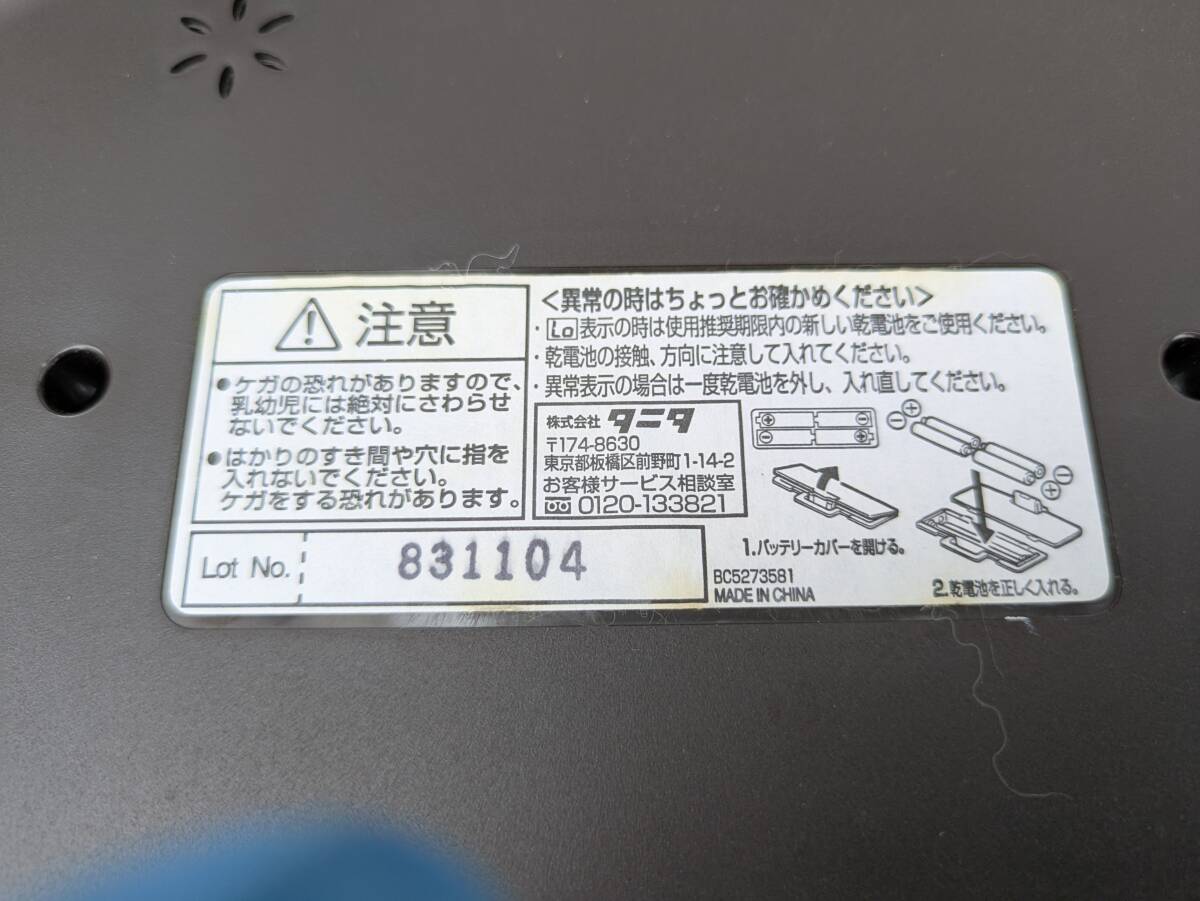 注意
●ケガの恐れがありますので、
乳幼児には絶対にさわらせ
ないでください。
●はかりのすき間や穴に指を
入れないでください。
ケガをする恐れがあります。
<異常の時はちょっとお確かめください>
・Lo表示の時は使用推奨期限内の新しい乾電池をご使用ください。
・乾電池の接触、方向に注意して入れてください。
・異常表示の場合は一度乾電池を外し、入れ直してください。
株式会社 タニタ
〒174-8630
東京都板橋区前野町1-14-2
お客様サービス相談室
0120-133821
1.バッテリーカバーを開ける。
2.乾電池を正しく入れる。
Lot No. 831104
BC5273581
MADE IN CHINA